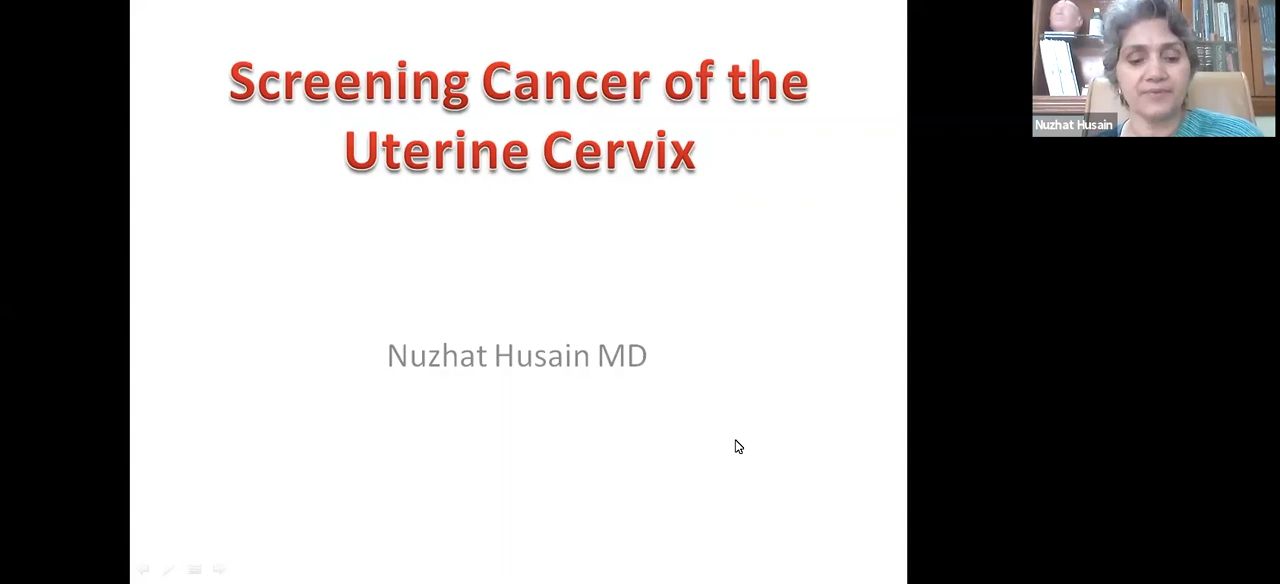 Screening Cancer of the
Uterine Cervix
Nuzhat Husain MD
Nuzhat Husain